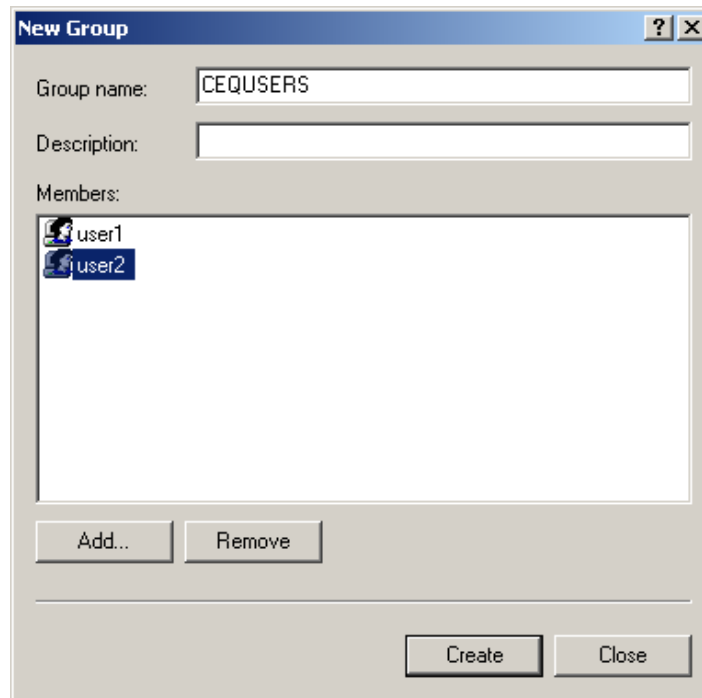 New Group
Group name: CEQUSERS
Description:
Members:
user1
user2
Add... Remove
Create Close